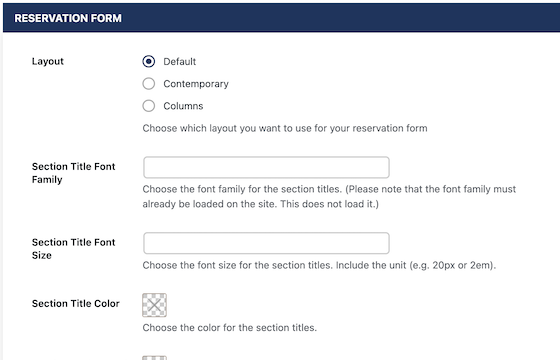 RESERVATION FORM
Layout
Default
Contemporary
Columns
Choose which layout you want to use for your reservation form
Section Title Font
Family
Choose the font family for the section titles. (Please note that the font family must
already be loaded on the site. This does not load it.)
Section Title Font
Size
Choose the font size for the section titles. Include the unit (e.g. 20px or 2em).
Section Title Color
Choose the color for the section titles.